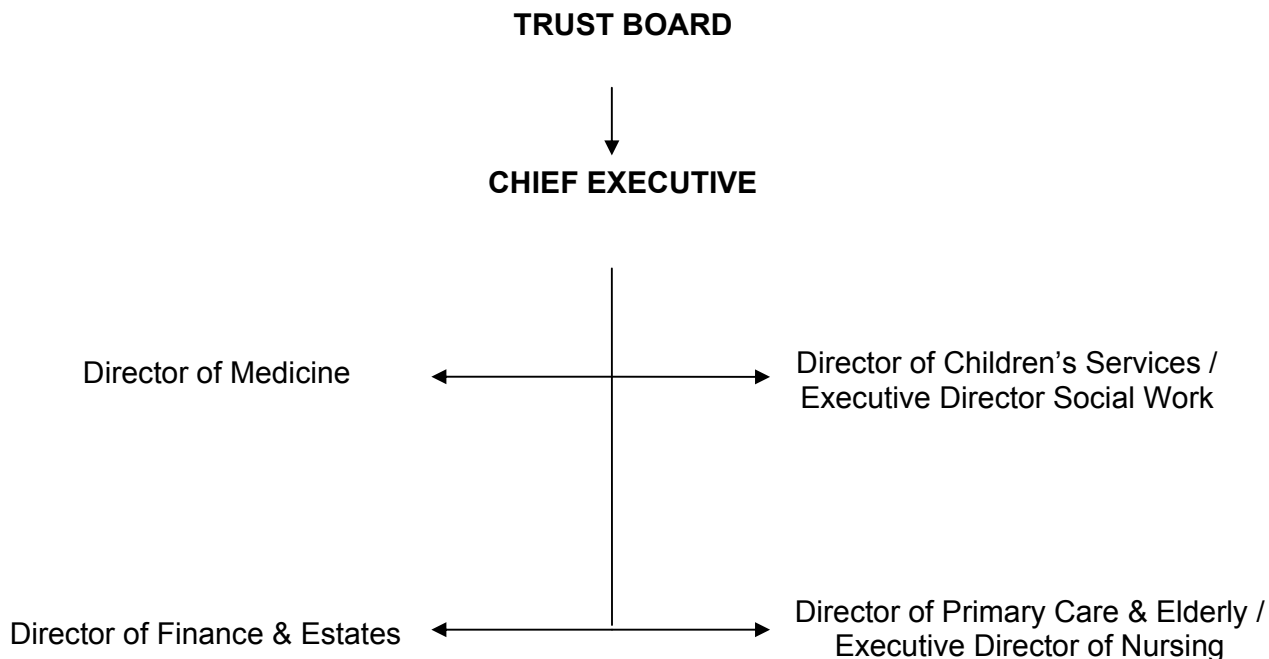 TRUST BOARD
CHIEF EXECUTIVE
Director of Medicine
Director of Children’s Services /
Executive Director Social Work
Director of Finance & Estates
Director of Primary Care & Elderly /
Executive Director of Nursing